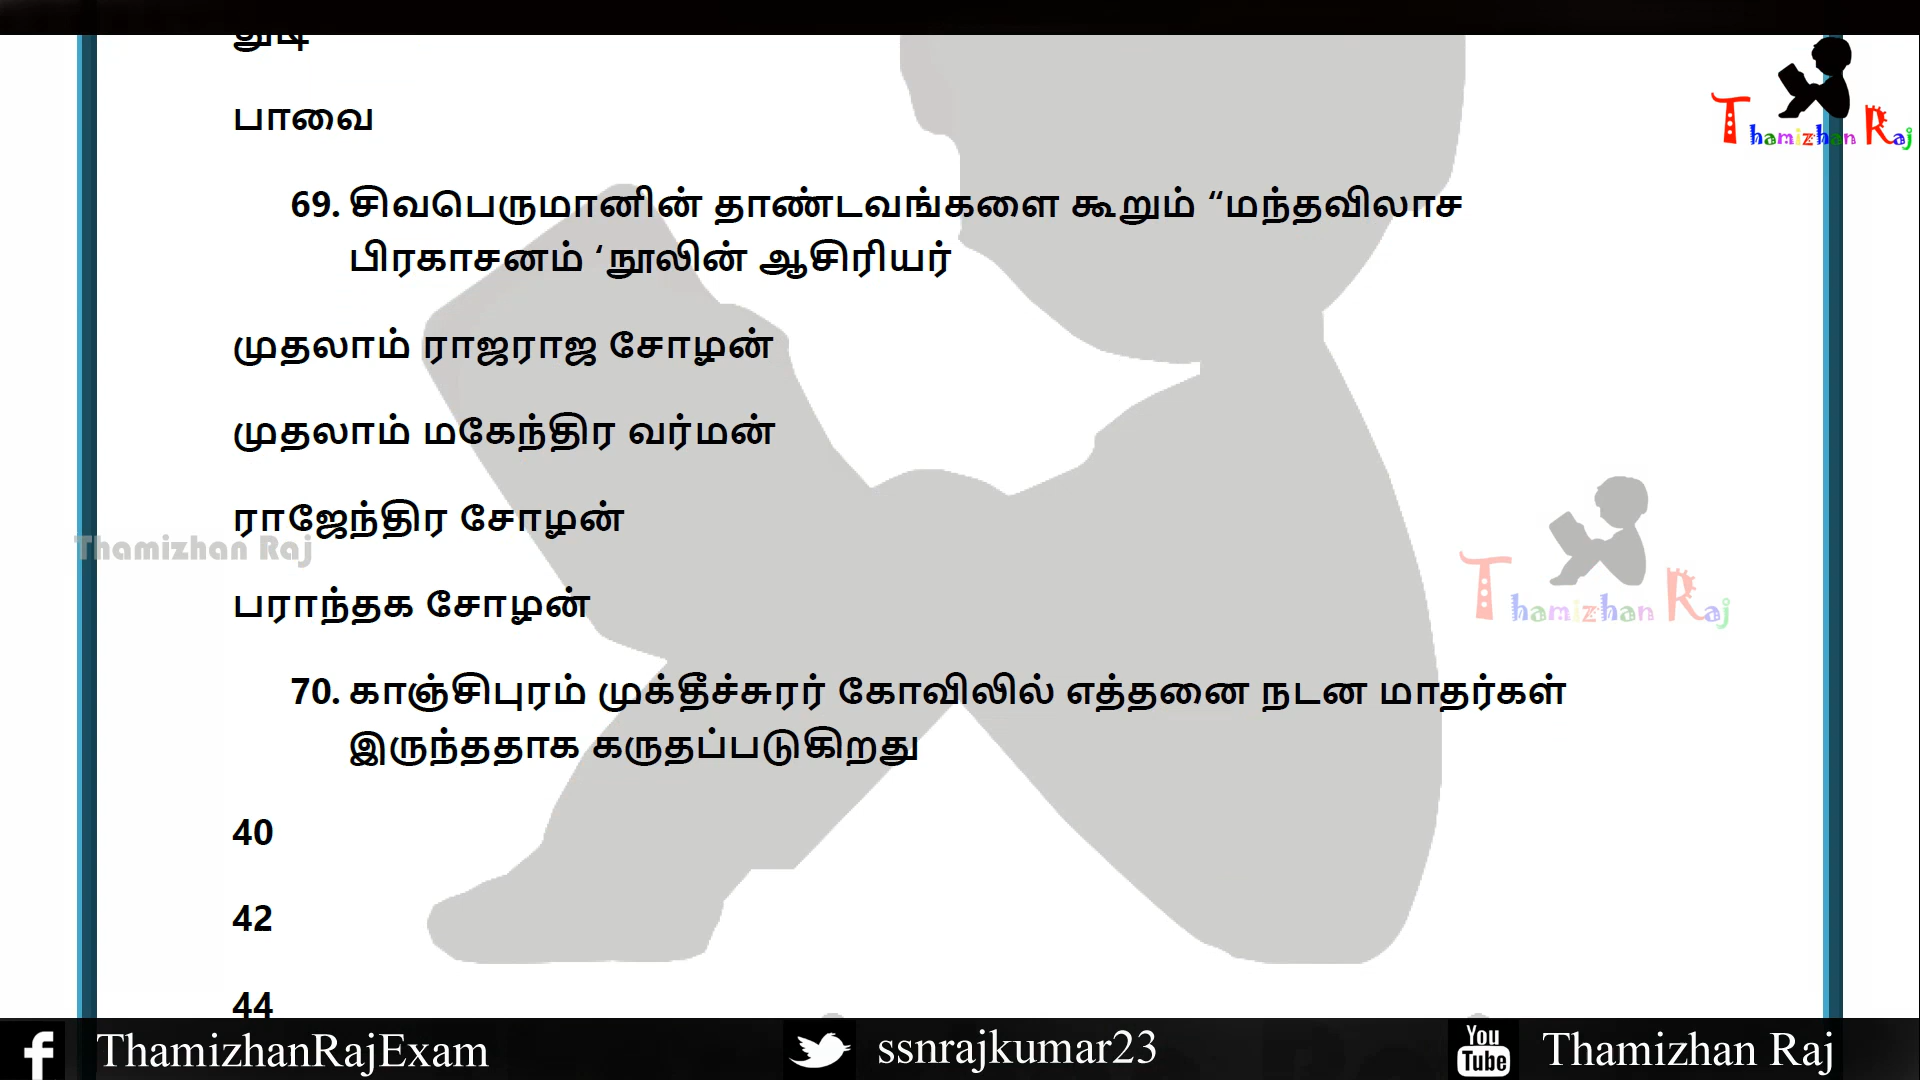 துடி
பாவை
69. சிவபெருமானின் தாண்டவங்களை கூறும் “மந்தவிலாச
பிரகாசனம் ‘நூலின் ஆசிரியர்
முதலாம் ராஜராஜ சோழன்
முதலாம் மகேந்திர வர்மன்
ராஜேந்திர சோழன்
பராந்தக சோழன்
70. காஞ்சிபுரம் முக்தீச்சுரர் கோவிலில் எத்தனை நடன மாதர்கள்
இருந்ததாக கருதப்படுகிறது
40
42
44
Thamizhan Raj
Thamizhan Raj
Thamizhan Raj
ThamizhanRajExam
ssnrajkumar23
You Tube
Thamizhan Raj